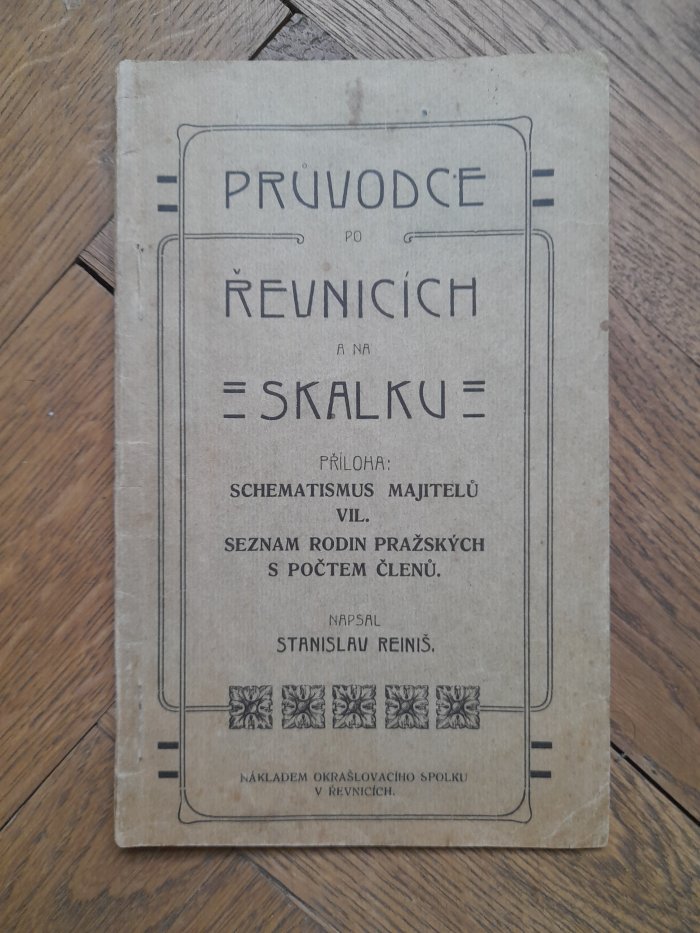 PRŮVODCE
PO
ŘEVNICÍCH
A NA
SKALKU
PŘÍLOHA:
SCHEMATISMUS MAJITELŮ
VIL.
SEZNAM RODIN PRAŽSKÝCH
S POČTEM ČLENŮ.
NAPSAL
STANISLAV REINIŠ.
NÁKLADEM OKRAŠLOVACÍHO SPOLKU
V ŘEVNICÍCH.